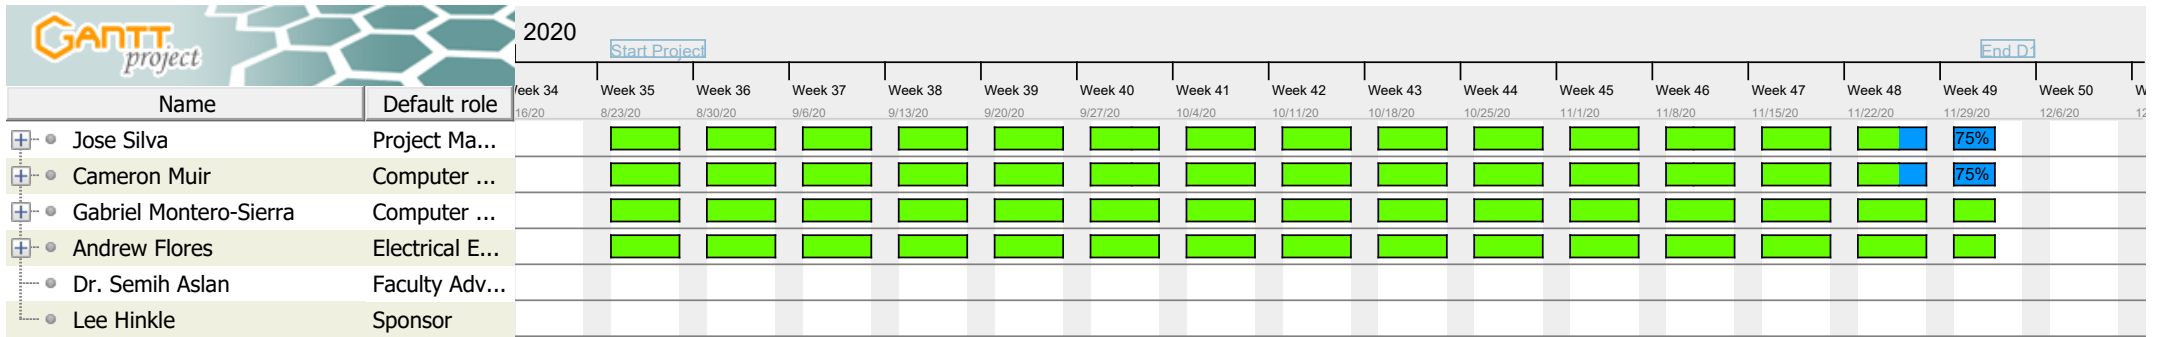 GANTT
project
2020
Start Project
End D1
Week 34
Week 35
Week 36
Week 37
Week 38
Week 39
Week 40
Week 41
Week 42
Week 43
Week 44
Week 45
Week 46
Week 47
Week 48
Week 49
Week 50
W
Name
Default role
16/20
8/23/20
8/30/20
9/6/20
9/13/20
9/20/20
9/27/20
10/4/20
10/11/20
10/18/20
10/25/20
11/1/20
11/8/20
11/15/20
11/22/20
11/29/20
12/6/20
12
Jose Silva
Project Ma...
75%
Cameron Muir
Computer ...
75%
Gabriel Montero-Sierra
Computer ...
Andrew Flores
Electrical E...
Dr. Semih Aslan
Faculty Adv...
Lee Hinkle
Sponsor